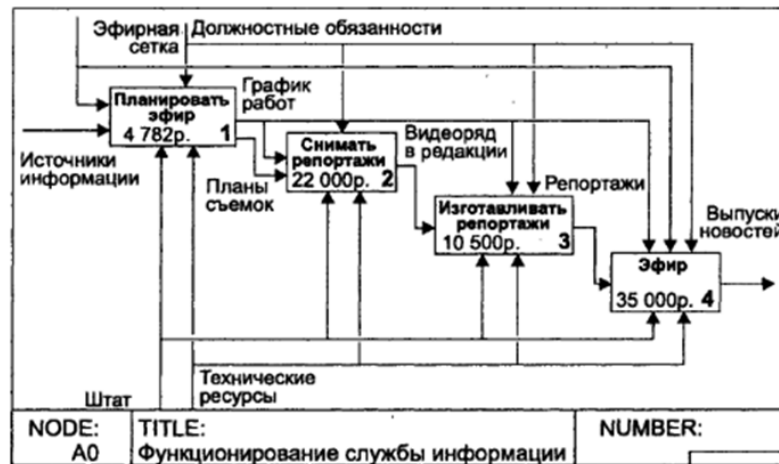 Эфирная сетка
Должностные обязанности
График работ
Планировать эфир
4 782р. 1
Источники информации
Планы съемок
Снимать репортажи
22 000р. 2
Видеоряд в редакции
Репортажи
Изготавливать репортажи
10 500р. 3
Выпуски новостей
Эфир
35 000р. 4
Технические ресурсы
Штат
NODE:
A0
TITLE:
Функционирование службы информации
NUMBER: